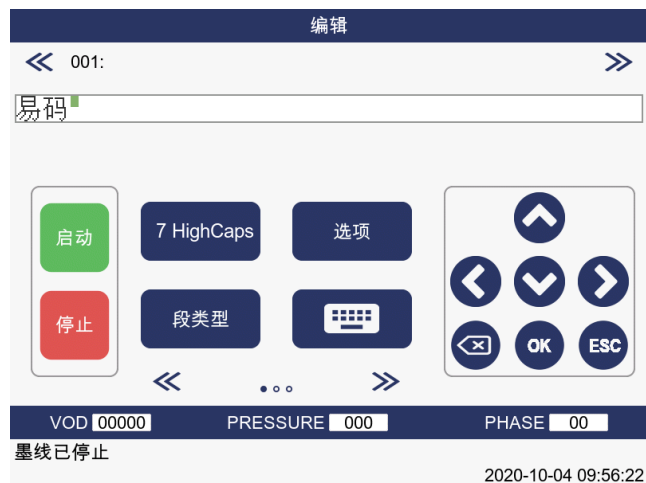 编辑
001:
易码
启动
7 HighCaps
选项
停止
段类型
OK
ESC
VOD 00000 PRESSURE 000 PHASE 00
墨线已停止
2020-10-04 09:56:22